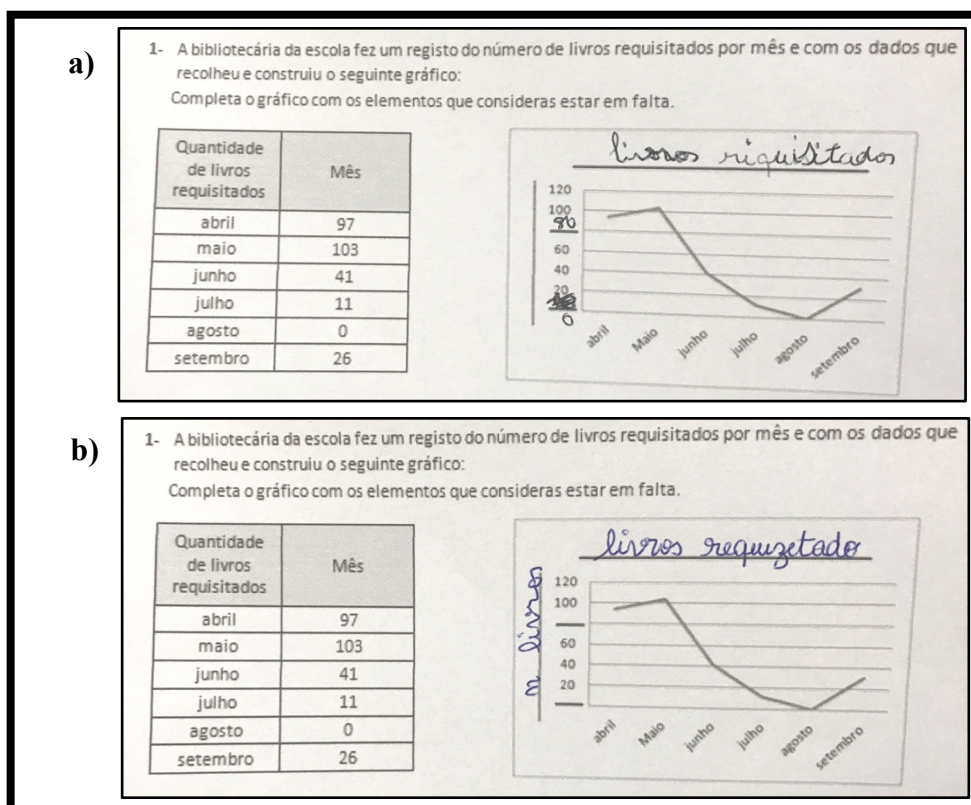 a)
1- A bibliotecária da escola fez um registo do número de livros requisitados por mês e com os dados que
recolheu e construiu o seguinte gráfico:
Completa o gráfico com os elementos que consideras estar em falta.
Quantidade de livros requisitados Mês
abril 97
maio 103
junho 41
julho 11
agosto 0
setembro 26
livros riquisitados
120
100
80
60
40
20
0
abril Maio junho julho agosto setembro
b)
1- A bibliotecária da escola fez um registo do número de livros requisitados por mês e com os dados que
recolheu e construiu o seguinte gráfico:
Completa o gráfico com os elementos que consideras estar em falta.
Quantidade de livros requisitados Mês
abril 97
maio 103
junho 41
julho 11
agosto 0
setembro 26
livros requzetado
n livros
120
100
60
40
20
abril Maio junho julho agosto setembro